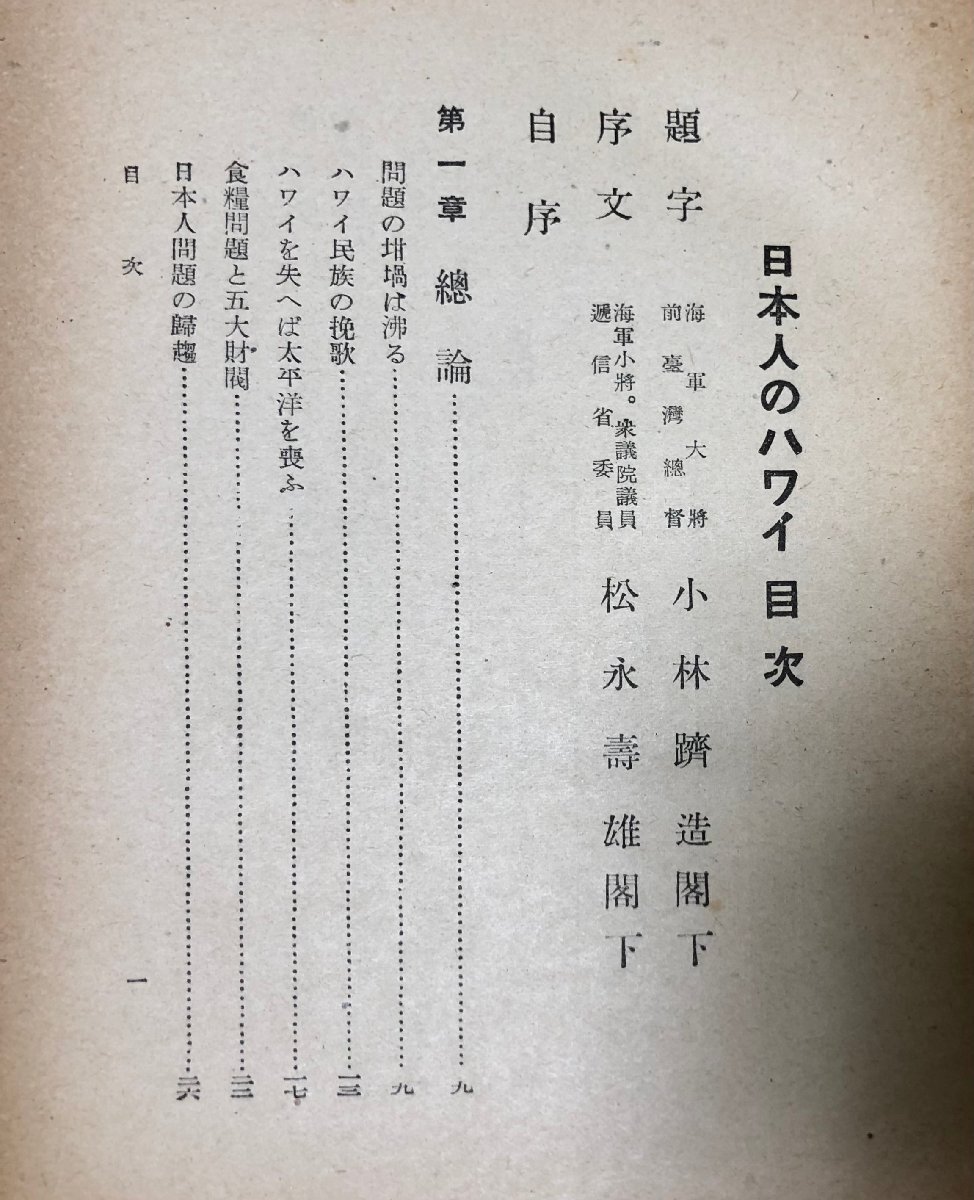 日本人のハワイ 目次
題字 海軍大將 前臺灣總督 小林躋造閣下
序文 海軍小將。衆議院議員 遞信省委員 松永壽雄閣下
自序
第一章 總論……九
問題の坩堝は沸る……九
ハワイ民族の挽歌……一三
ハワイを失へば太平洋を喪ふ……一七
食糧問題と五大財閥……二三
日本人問題の歸趨……二六
目次 一